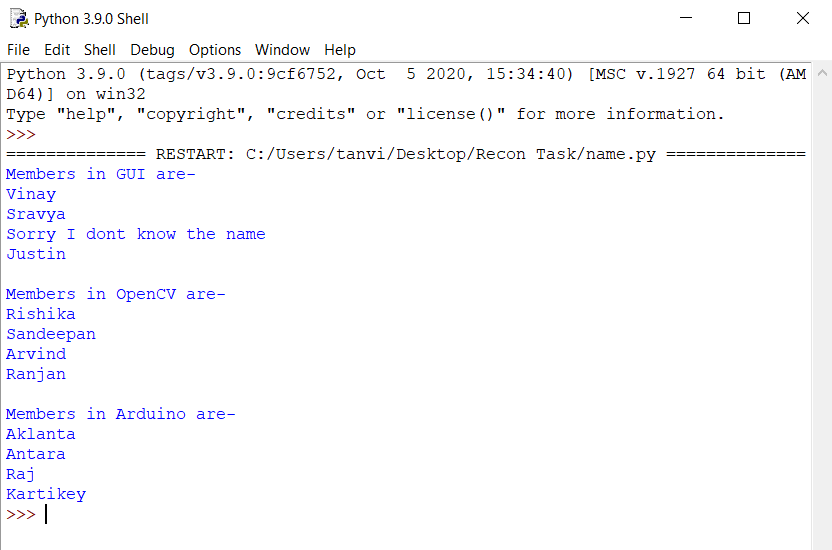 Python 3.9.0 Shell
File Edit Shell Debug Options Window Help
Python 3.9.0 (tags/v3.9.0:9cf6752, Oct  5 2020, 15:34:40) [MSC v.1927 64 bit (AM
D64)] on win32
Type "help", "copyright", "credits" or "license()" for more information.
>>>
============== RESTART: C:/Users/tanvi/Desktop/Recon Task/name.py ==============
Members in GUI are-
Vinay
Sravya
Sorry I dont know the name
Justin

Members in OpenCV are-
Rishika
Sandeepan
Arvind
Ranjan

Members in Arduino are-
Aklanta
Antara
Raj
Kartikey
>>>